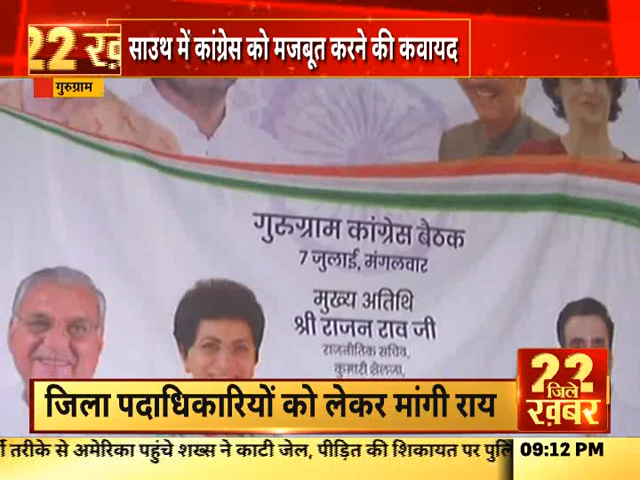 22 ख़
साउथ में कांग्रेस को मजबूत करने की कवायद
गुरुग्राम
गुरुग्राम कांग्रेस बैठक
7 जुलाई, मंगलवार
मुख्य अतिथि
श्री राजन राव जी
राजनीतिक सचिव,
कुमारी शैलजा,
जिला पदाधिकारियों को लेकर मांगी राय
22
जिले
ख़बर
तरीके से अमेरिका पहुंचे शख्स ने काटी जेल, पीड़ित की शिकायत पर पुलि
09:12 PM